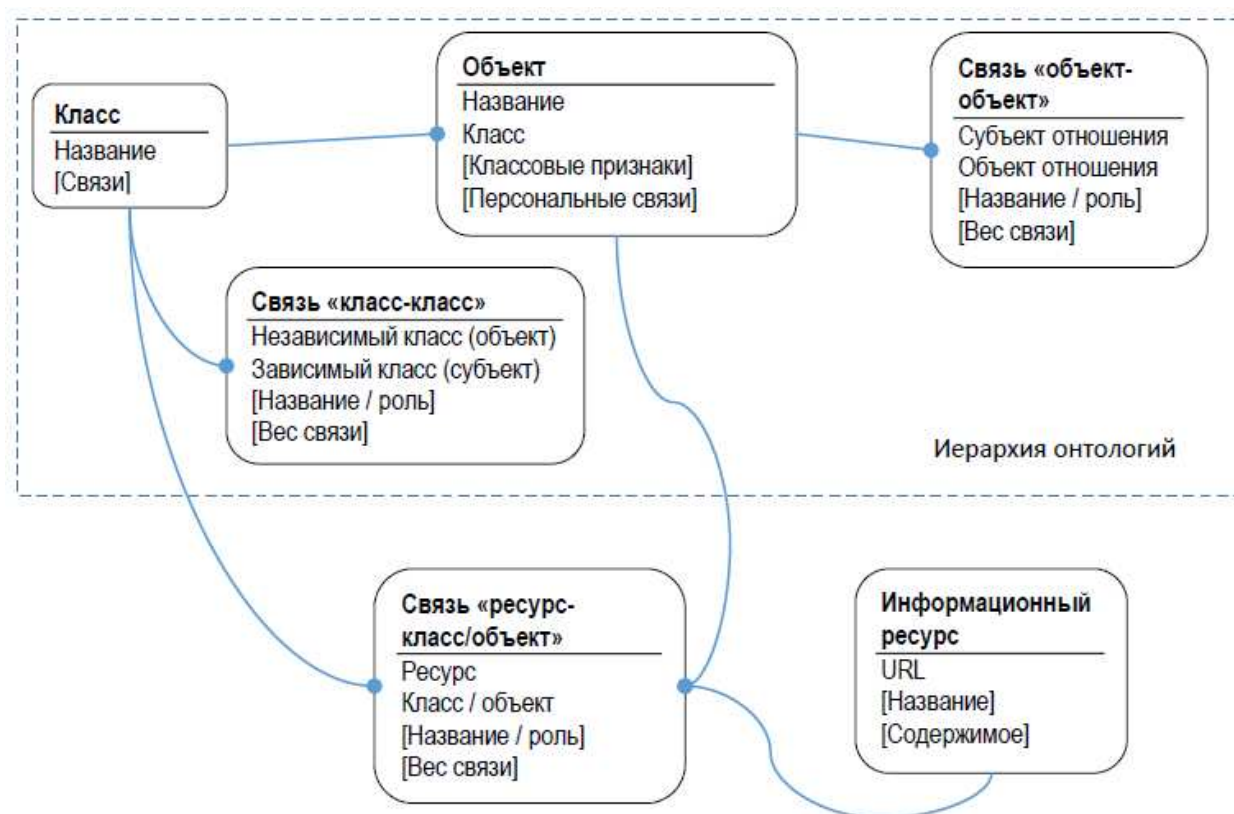 Класс
Название
[Связи]
Объект
Название
Класс
[Классовые признаки]
[Персональные связи]
Связь «объект-
объект»
Субъект отношения
Объект отношения
[Название / роль]
[Вес связи]
Связь «класс-класс»
Независимый класс (объект)
Зависимый класс (субъект)
[Название / роль]
[Вес связи]
Иерархия онтологий
Связь «ресурс-
класс/объект»
Ресурс
Класс / объект
[Название / роль]
[Вес связи]
Информационный
ресурс
URL
[Название]
[Содержимое]